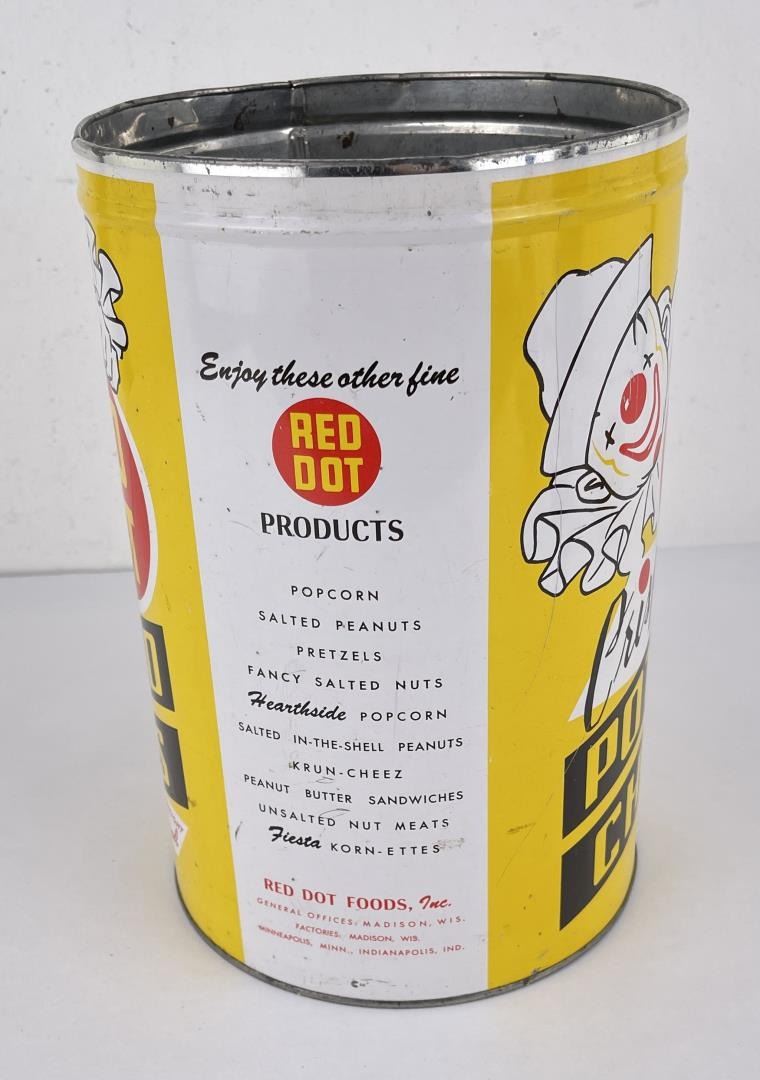 Enjoy these other fine
RED
DOT
PRODUCTS
POPCORN
SALTED PEANUTS
PRETZELS
FANCY SALTED NUTS
Hearthside POPCORN
SALTED IN-THE-SHELL PEANUTS
KRUN-CHEEZ
PEANUT BUTTER SANDWICHES
UNSALTED NUT MEATS
Fiesta KORN-ETTES
RED DOT FOODS, Inc.
GENERAL OFFICES: MADISON, WIS.
FACTORIES: MADISON, WIS.
MINNEAPOLIS, MINN., INDIANAPOLIS, IND.